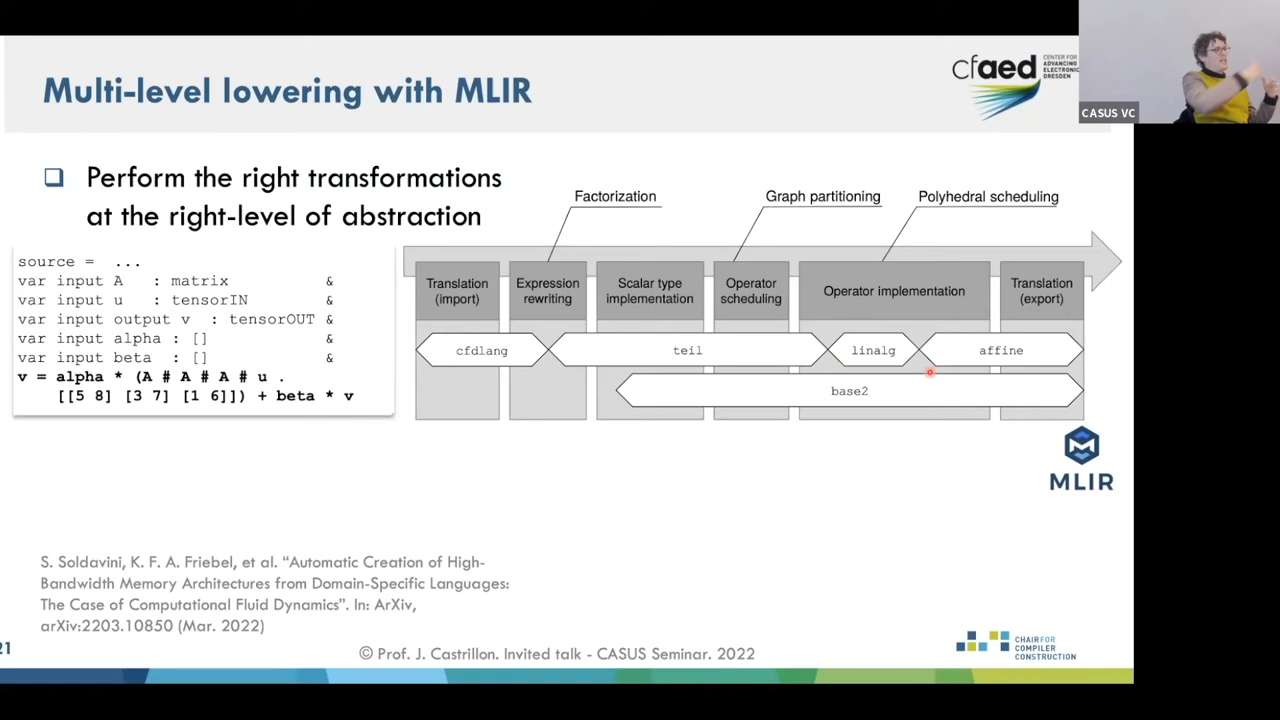 Multi-level lowering with MLIR
cfaed
CENTER FOR
ADVANCING
ELECTRONICS
DRESDEN
CASUS VC
❑ Perform the right transformations
at the right-level of abstraction
source = ...
var input A : matrix &
var input u : tensorIN &
var input output v : tensorOUT &
var input alpha : [] &
var input beta : [] &
v = alpha * (A # A # A # u .
[[5 8] [3 7] [1 6]]) + beta * v
Factorization
Graph partitioning
Polyhedral scheduling
Translation
(import)
Expression
rewriting
Scalar type
implementation
Operator
scheduling
Operator implementation
Translation
(export)
cfdlang
teil
linalg
affine
base2
MLIR
S. Soldavini, K. F. A. Friebel, et al. “Automatic Creation of High-
Bandwidth Memory Architectures from Domain-Specific Languages:
The Case of Computational Fluid Dynamics”. In: ArXiv,
arXiv:2203.10850 (Mar. 2022)
21
© Prof. J. Castrillon. Invited talk - CASUS Seminar. 2022
CHAIR FOR
COMPILER
CONSTRUCTION